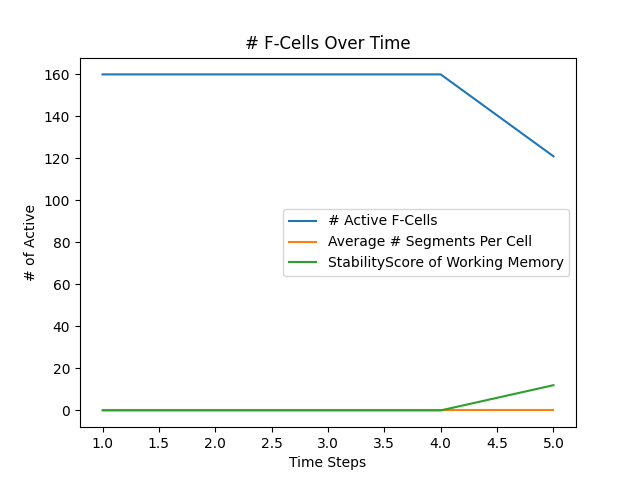 # F-Cells Over Time
# of Active
160
140
120
100
80
60
40
20
0
# Active F-Cells
Average # Segments Per Cell
StabilityScore of Working Memory
1.0 1.5 2.0 2.5 3.0 3.5 4.0 4.5 5.0
Time Steps